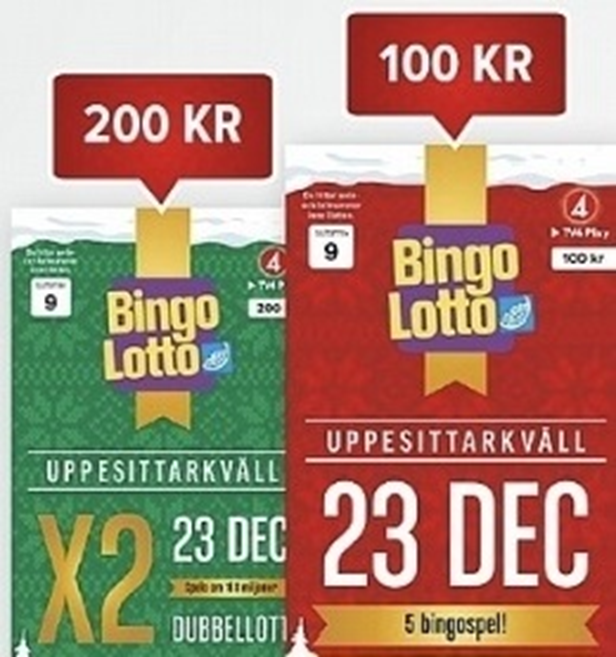 100 KR
200 KR
9
4
TV4 Play
100 kr
Bingo
Lotto
UPPESITTARKVÄLL
23 DEC
5 bingospel!
9
4
200
Bingo
Lotto
UPPESITTARKVÄLL
X2
23 DEC
DUBBELLOTT